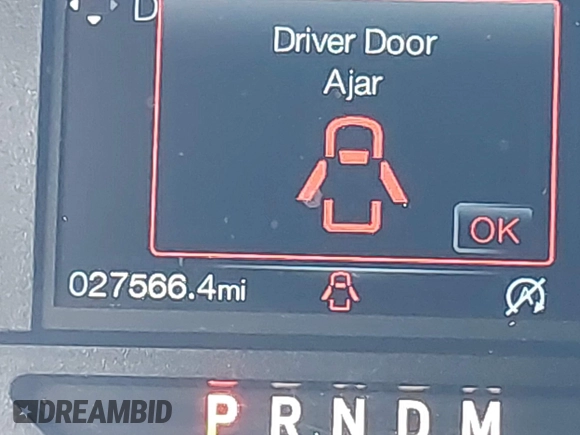 D
Driver Door
Ajar
OK
027566.4mi
P R N D M
DREAMBID